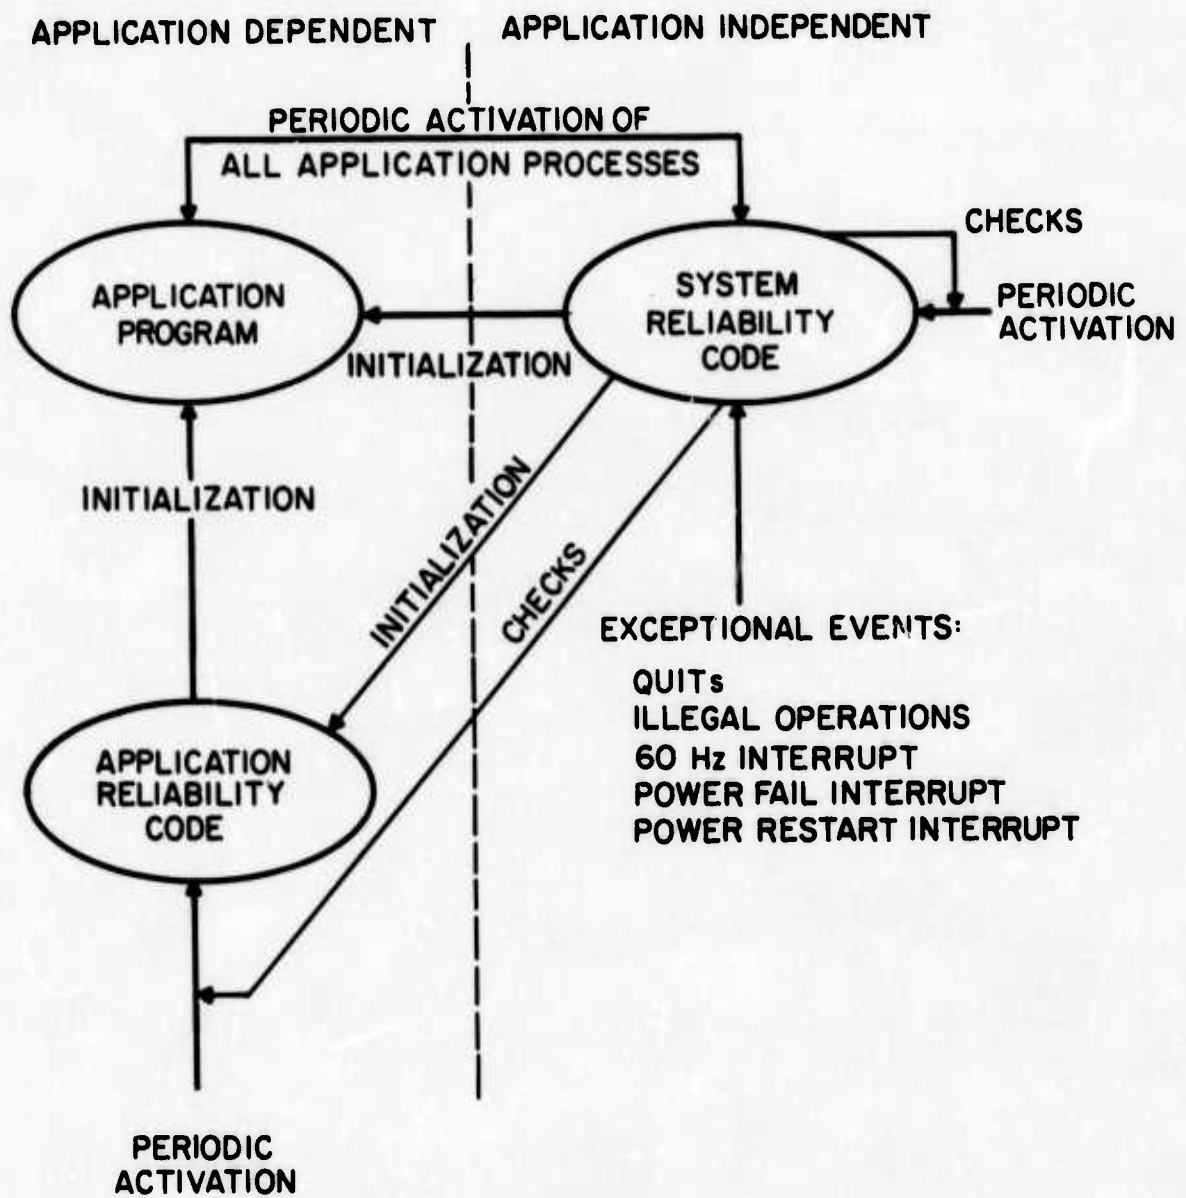 APPLICATION DEPENDENT
APPLICATION INDEPENDENT
PERIODIC ACTIVATION OF
ALL APPLICATION PROCESSES
CHECKS
PERIODIC
ACTIVATION
APPLICATION
PROGRAM
SYSTEM
RELIABILITY
CODE
INITIALIZATION
INITIALIZATION
INITIALIZATION
CHECKS
EXCEPTIONAL EVENTS:
QUITs
ILLEGAL OPERATIONS
60 Hz INTERRUPT
POWER FAIL INTERRUPT
POWER RESTART INTERRUPT
APPLICATION
RELIABILITY
CODE
PERIODIC
ACTIVATION